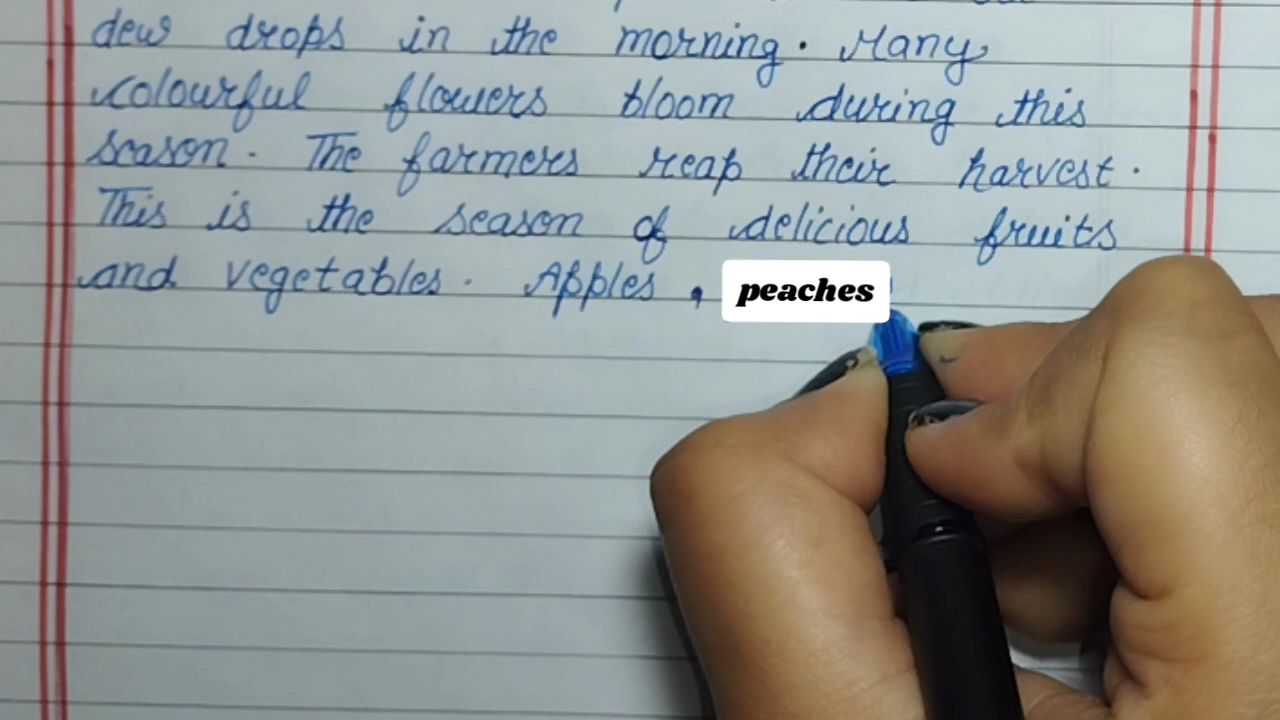 dew drops in the morning. Many
colourful flowers bloom during this
season. The farmers reap their harvest.
This is the season of delicious fruits
and vegetables. Apples, peaches